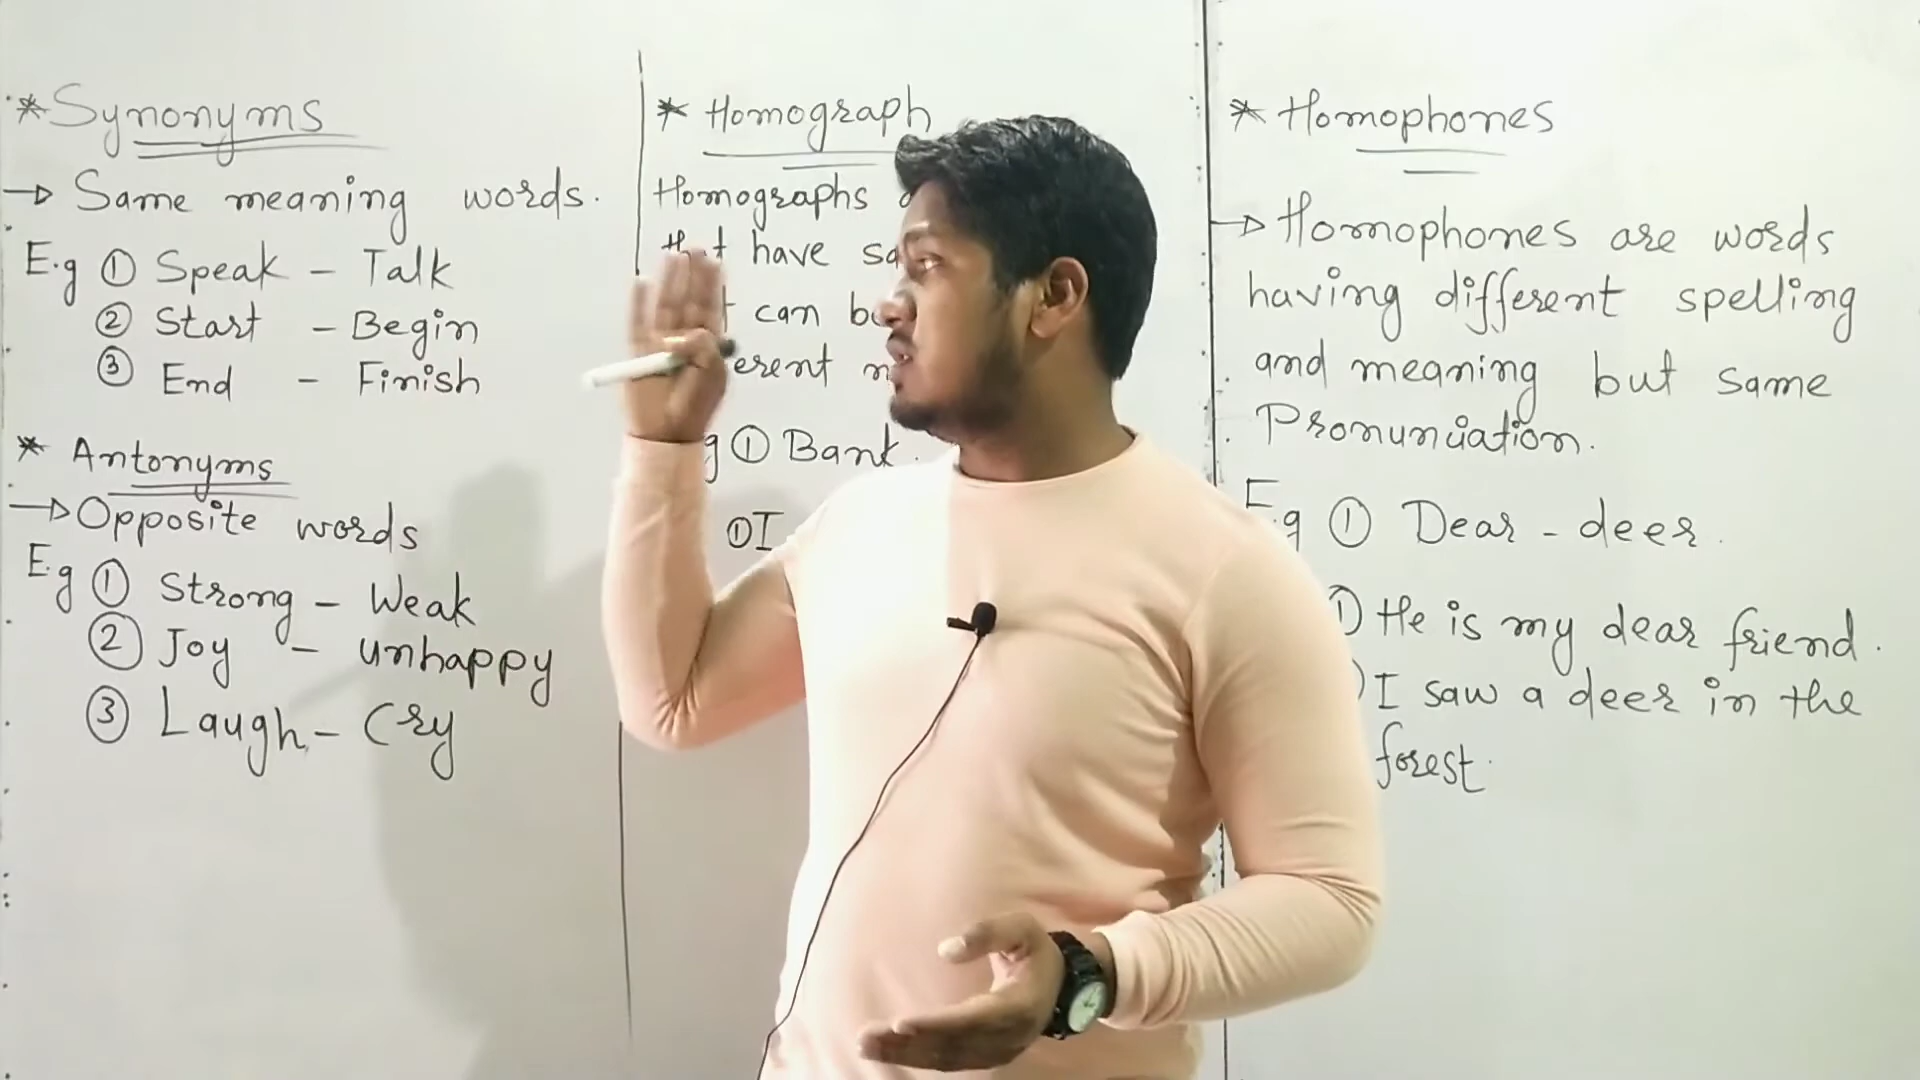 * Synonyms
→ Same meaning words.
E.g ① Speak - Talk
② Start - Begin
③ End - Finish
* Antonyms
→ Opposite words
E.g ① Strong - Weak
② Joy - unhappy
③ Laugh - Cry
* Homograph
Homographs
have
can
Bank.
① I
* Homophones
→ Homophones are words
having different spelling
and meaning but same
Pronunciation.
E.g ① Dear - deer.
① He is my dear friend.
I saw a deer in the
forest.